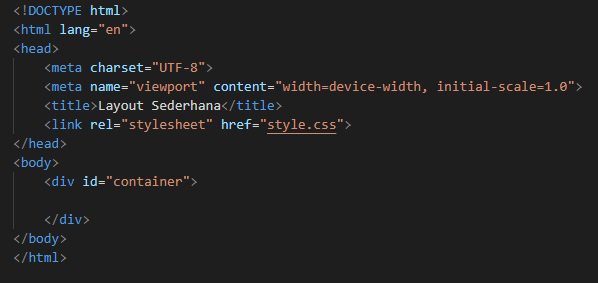 <!DOCTYPE html>
<html lang="en">
<head>
    <meta charset="UTF-8">
    <meta name="viewport" content="width=device-width, initial-scale=1.0">
    <title>Layout Sederhana</title>
    <link rel="stylesheet" href="style.css">
</head>
<body>
    <div id="container">

    </div>
</body>
</html>